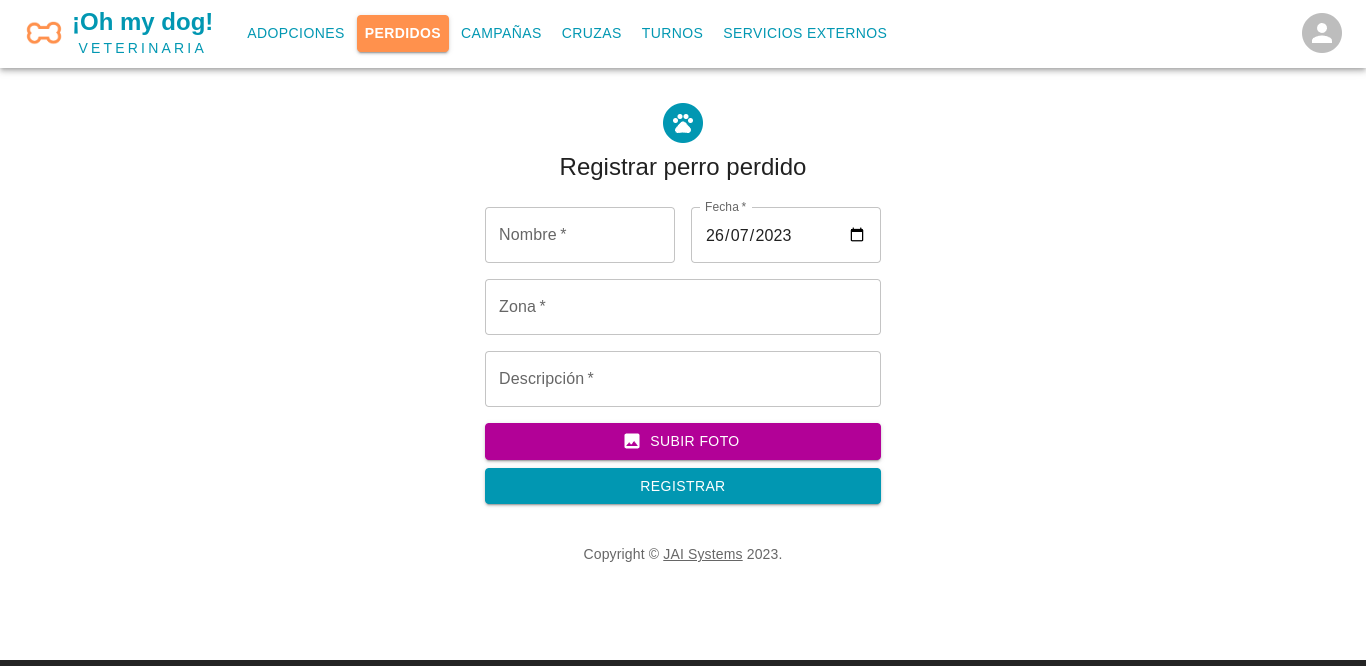 ¡Oh my dog!
VETERINARIA
ADOPCIONES PERDIDOS CAMPAÑAS CRUZAS TURNOS SERVICIOS EXTERNOS
Registrar perro perdido
Nombre *
Fecha *
26/07/2023
Zona *
Descripción *
SUBIR FOTO
REGISTRAR
Copyright © JAI Systems 2023.